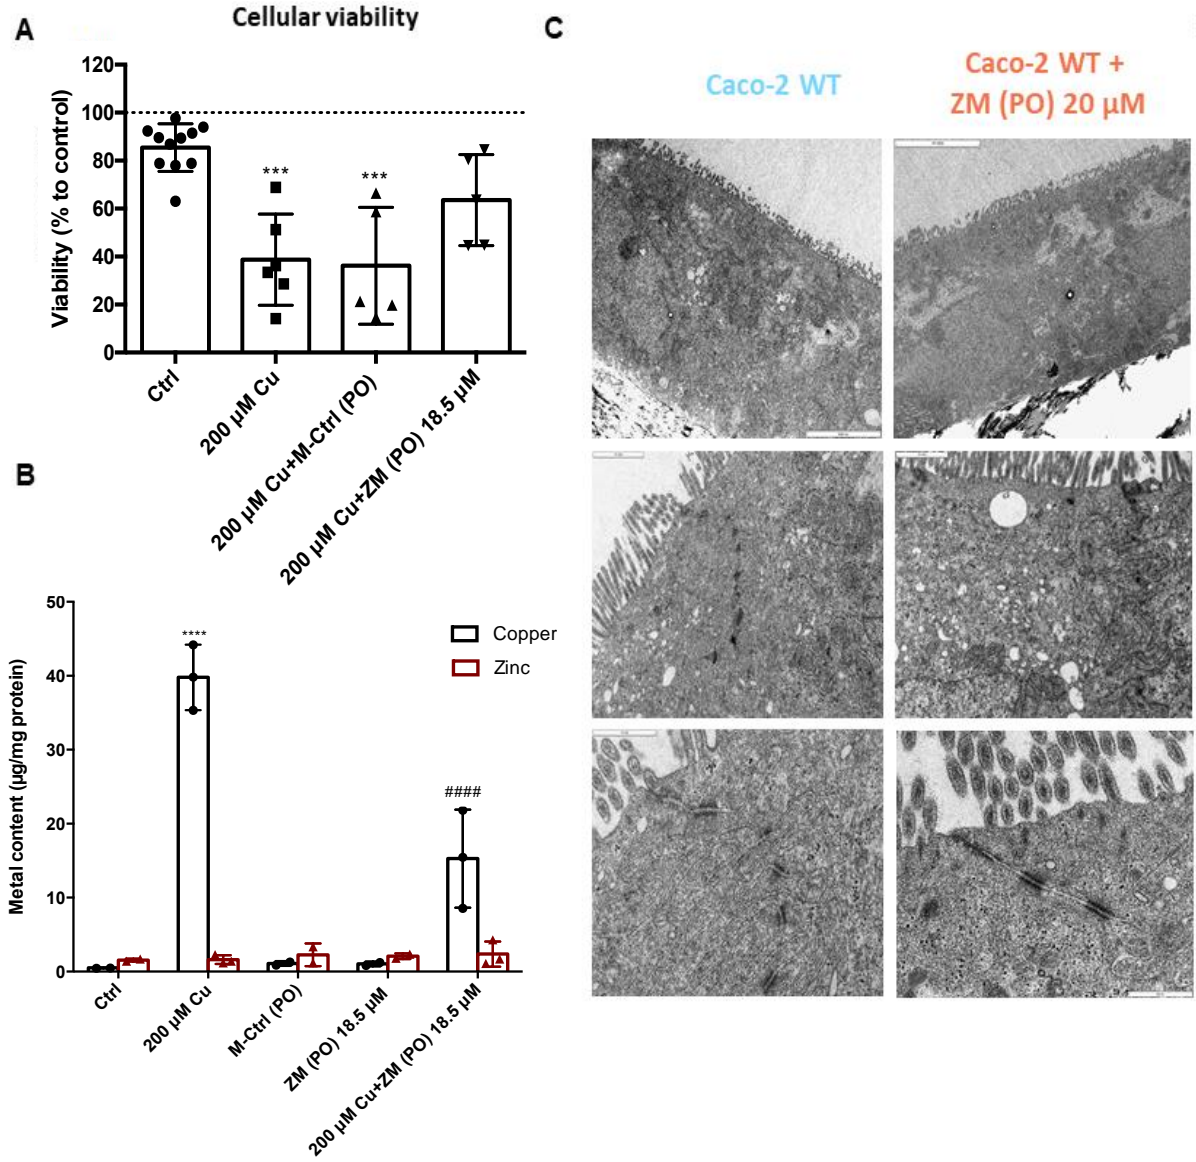 A
Cellular viability
Viability (% to control)
120
100
80
60
40
20
0
***
***
Ctrl
200 µM Cu
200 µM Cu+M-Ctrl (PO)
200 µM Cu+ZM (PO) 18.5 µM
B
Metal content (µg/mg protein)
50
40
30
20
10
0
****
####
Copper
Zinc
Ctrl
200 µM Cu
M-Ctrl (PO)
ZM (PO) 18.5 µM
200 µM Cu+ZM (PO) 18.5 µM
C
Caco-2 WT
Caco-2 WT +
ZM (PO) 20 µM